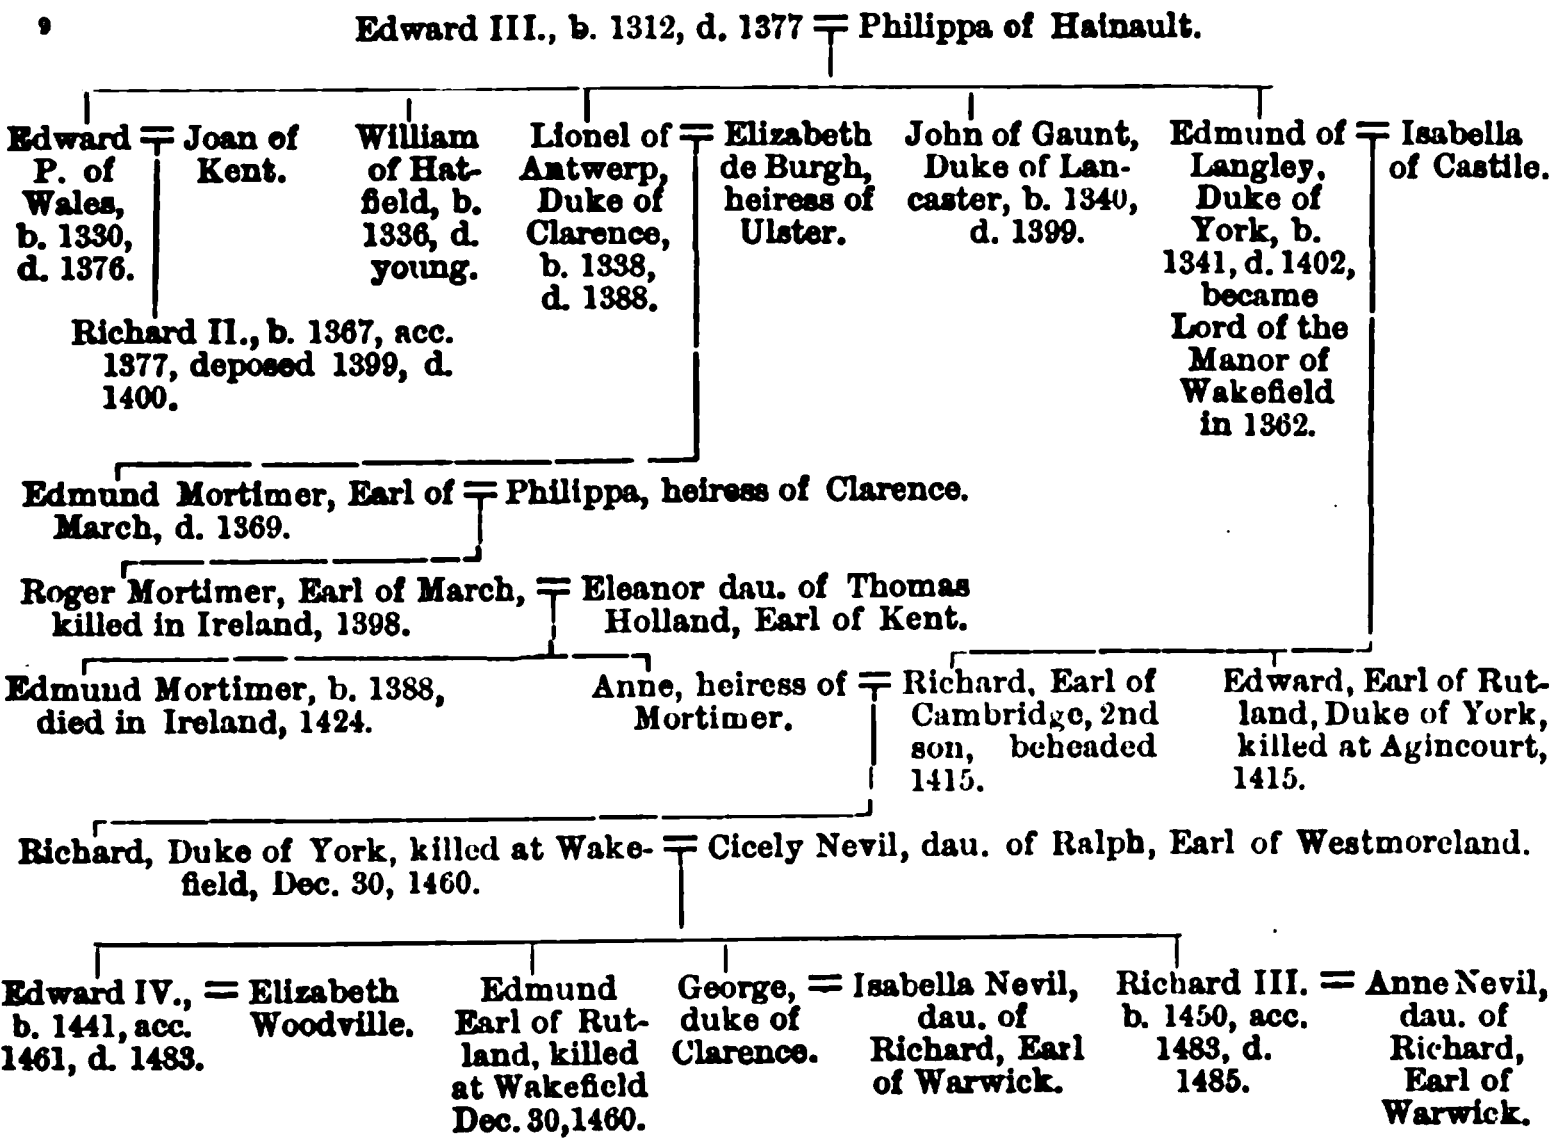 9
Edward III., b. 1312, d. 1377 = Philippa of Hainault.
Edward = Joan of
P. of Kent.
Wales,
b. 1330,
d. 1376.
William
of Hat-
field, b.
1336, d.
young.
Lionel of = Elizabeth
Antwerp, de Burgh,
Duke of heiress of
Clarence, Ulster.
b. 1338,
d. 1388.
John of Gaunt,
Duke of Lan-
caster, b. 1340,
d. 1399.
Edmund of = Isabella
Langley, of Castile.
Duke of
York, b.
1341, d. 1402,
became
Lord of the
Manor of
Wakefield
in 1362.
Richard II., b. 1367, acc.
1377, deposed 1399, d.
1400.
Edmund Mortimer, Earl of = Philippa, heiress of Clarence.
March, d. 1369.
Roger Mortimer, Earl of March, = Eleanor dau. of Thomas
killed in Ireland, 1398. Holland, Earl of Kent.
Edmund Mortimer, b. 1388,
died in Ireland, 1424.
Anne, heiress of = Richard, Earl of
Mortimer. Cambridge, 2nd
son, beheaded
1415.
Edward, Earl of Rut-
land, Duke of York,
killed at Agincourt,
1415.
Richard, Duke of York, killed at Wake- = Cicely Nevil, dau. of Ralph, Earl of Westmoreland.
field, Dec. 30, 1460.
Edward IV., = Elizabeth
b. 1441, acc. Woodville.
1461, d. 1483.
Edmund
Earl of Rut-
land, killed
at Wakefield
Dec. 30, 1460.
George, = Isabella Nevil,
duke of dau. of
Clarence. Richard, Earl
of Warwick.
Richard III. = Anne Nevil,
b. 1450, acc. dau. of
1483, d. Richard,
1485. Earl of
Warwick.